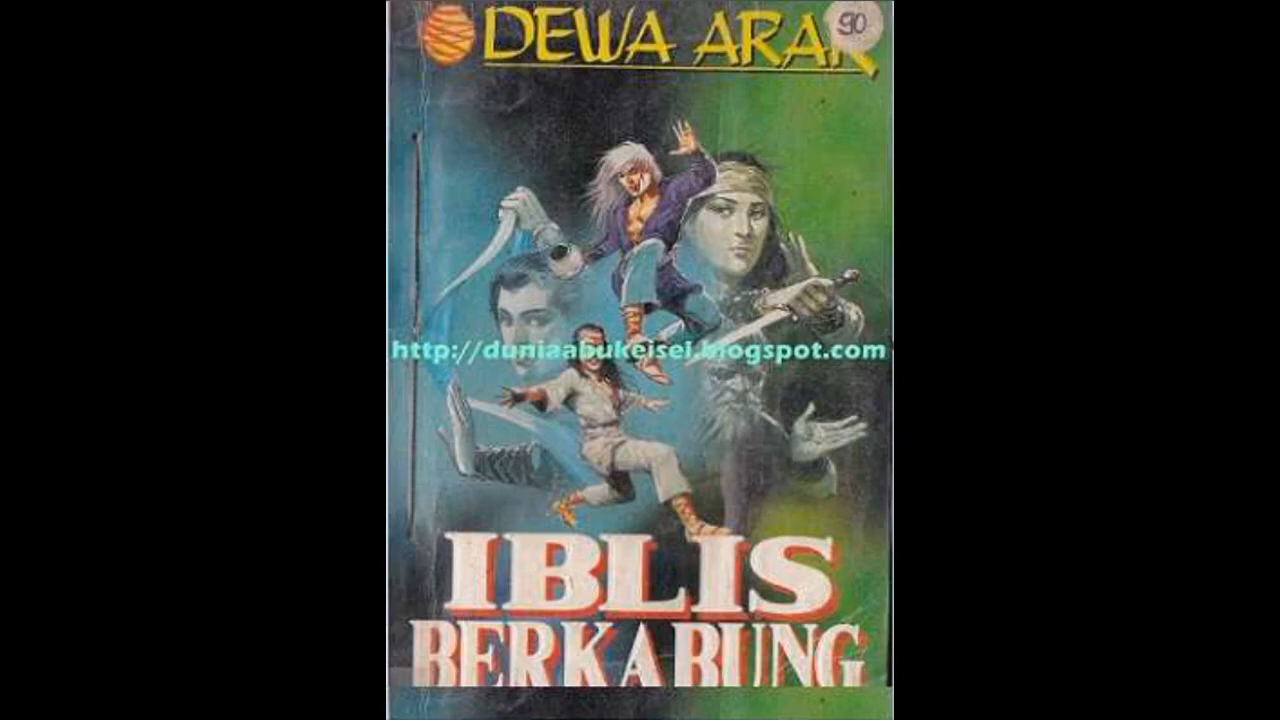 DEWA ARAK
90
http://duniaabukeisel.blogspot.com
IBLIS
BERKABUNG